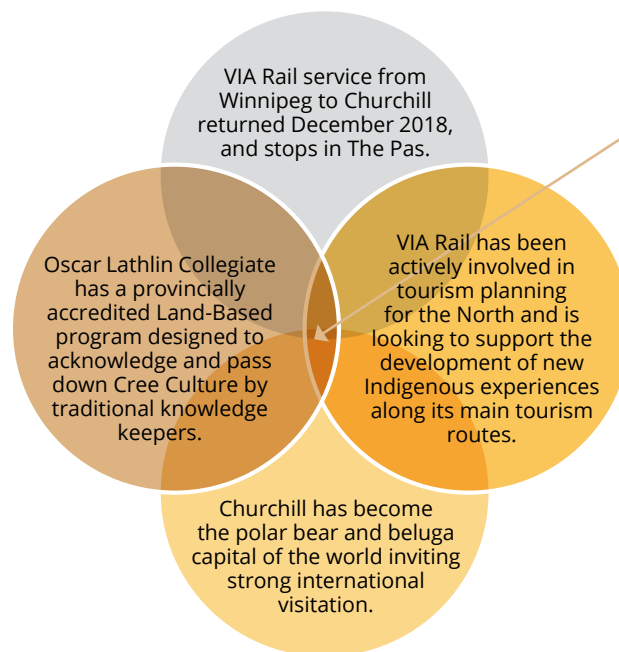 VIA Rail service from
Winnipeg to Churchill
returned December 2018,
and stops in The Pas.
Oscar Lathlin Collegiate
has a provincially
accredited Land-Based
program designed to
acknowledge and pass
down Cree Culture by
traditional knowledge
keepers.
VIA Rail has been
actively involved in
tourism planning
for the North and is
looking to support the
development of new
Indigenous experiences
along its main tourism
routes.
Churchill has become
the polar bear and beluga
capital of the world inviting
strong international
visitation.